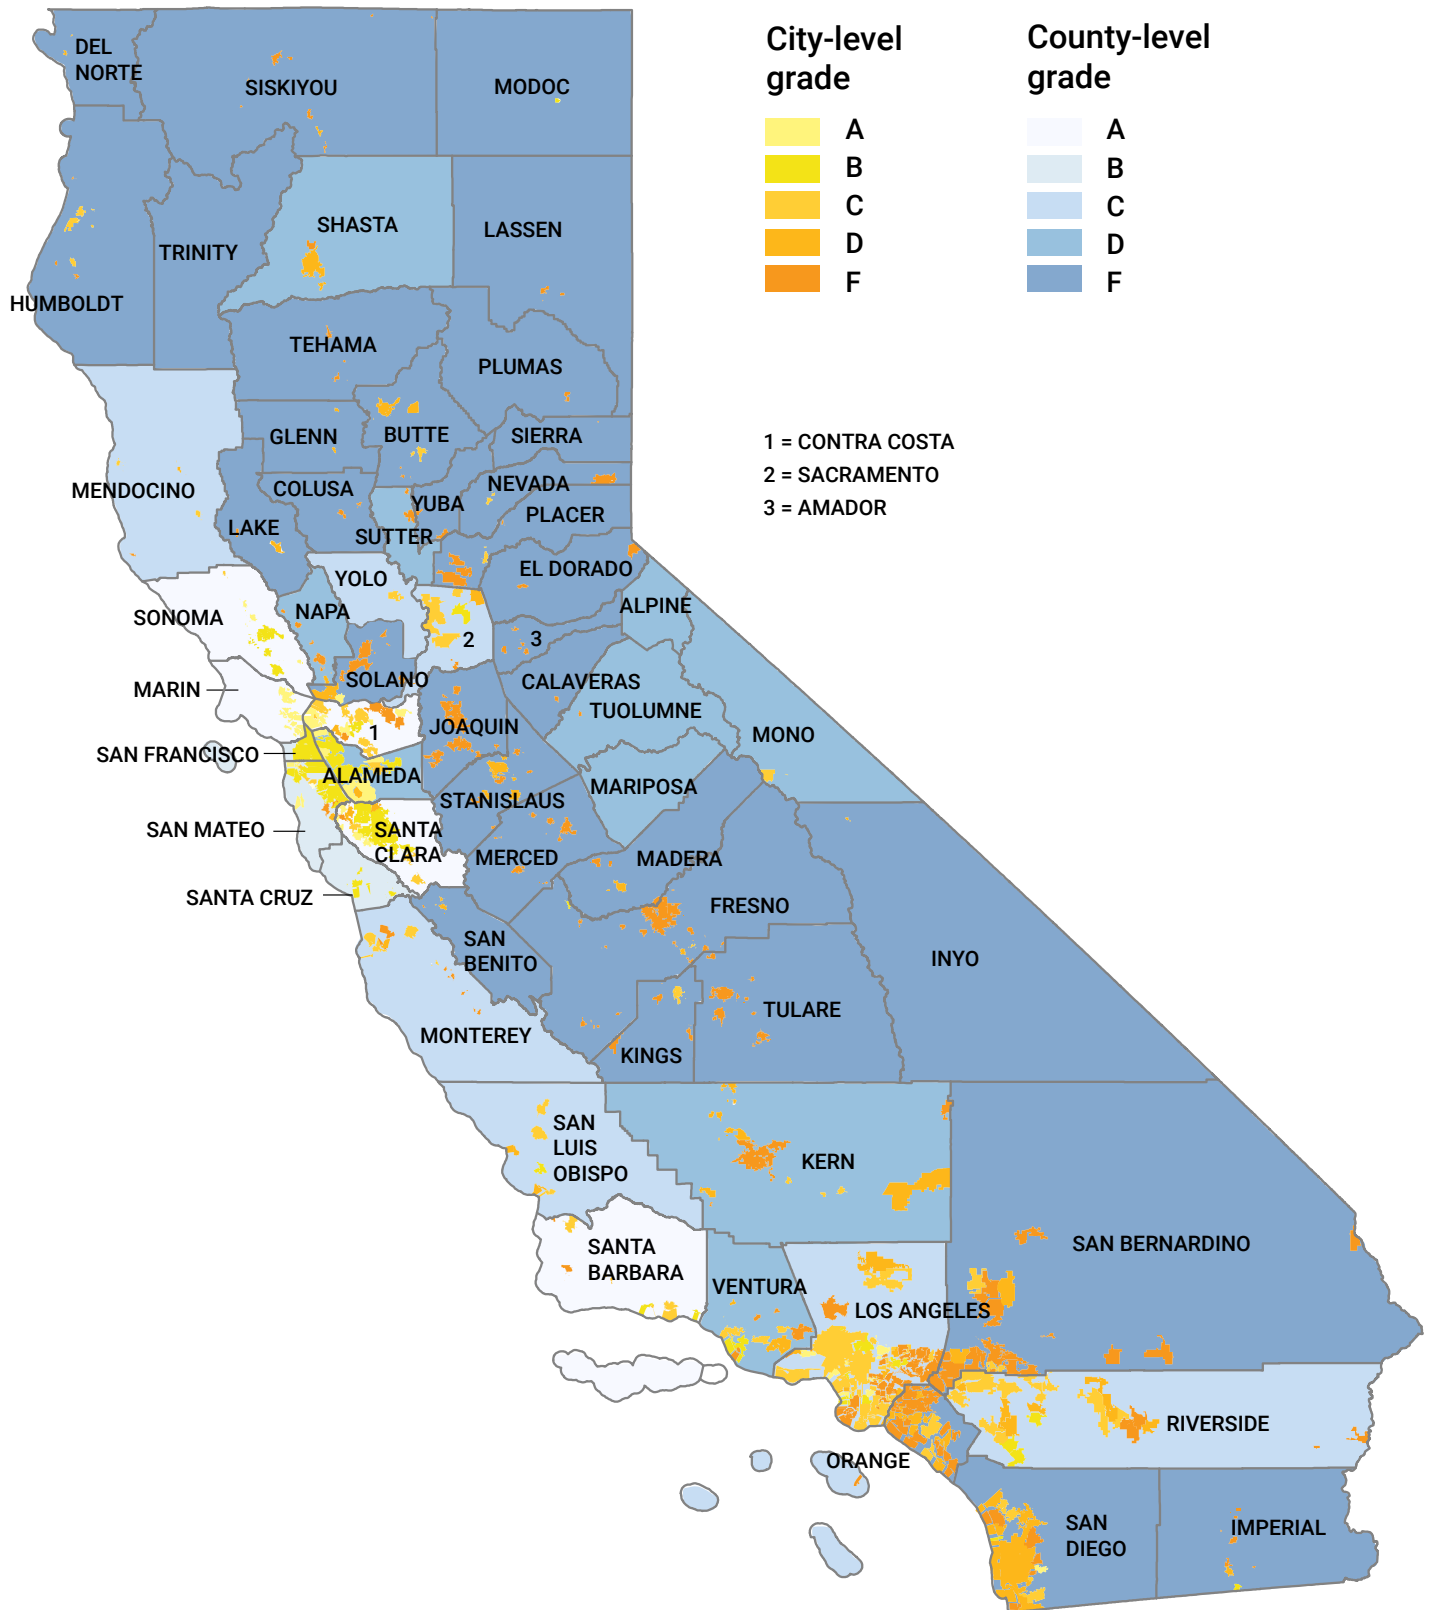 City-level
grade
A
B
C
D
F
County-level
grade
A
B
C
D
F
1 = CONTRA COSTA
2 = SACRAMENTO
3 = AMADOR
DEL
NORTE
SISKIYOU
MODOC
SHASTA
LASSEN
TRINITY
HUMBOLDT
TEHAMA
PLUMAS
GLENN
BUTTE
SIERRA
MENDOCINO
COLUSA
NEVADA
YUBA
PLACER
LAKE
SUTTER
EL DORADO
YOLO
ALPINE
SONOMA
NAPA
2
3
SOLANO
MARIN
CALAVERAS
TUOLUMNE
1
JOAQUIN
MONO
SAN FRANCISCO
ALAMEDA
MARIPOSA
STANISLAUS
SAN MATEO
SANTA
CLARA
MERCED
MADERA
SANTA CRUZ
FRESNO
SAN
BENITO
INYO
TULARE
MONTEREY
KINGS
SAN
LUIS
OBISPO
KERN
SANTA
BARBARA
VENTURA
SAN BERNARDINO
LOS ANGELES
RIVERSIDE
ORANGE
SAN
DIEGO
IMPERIAL